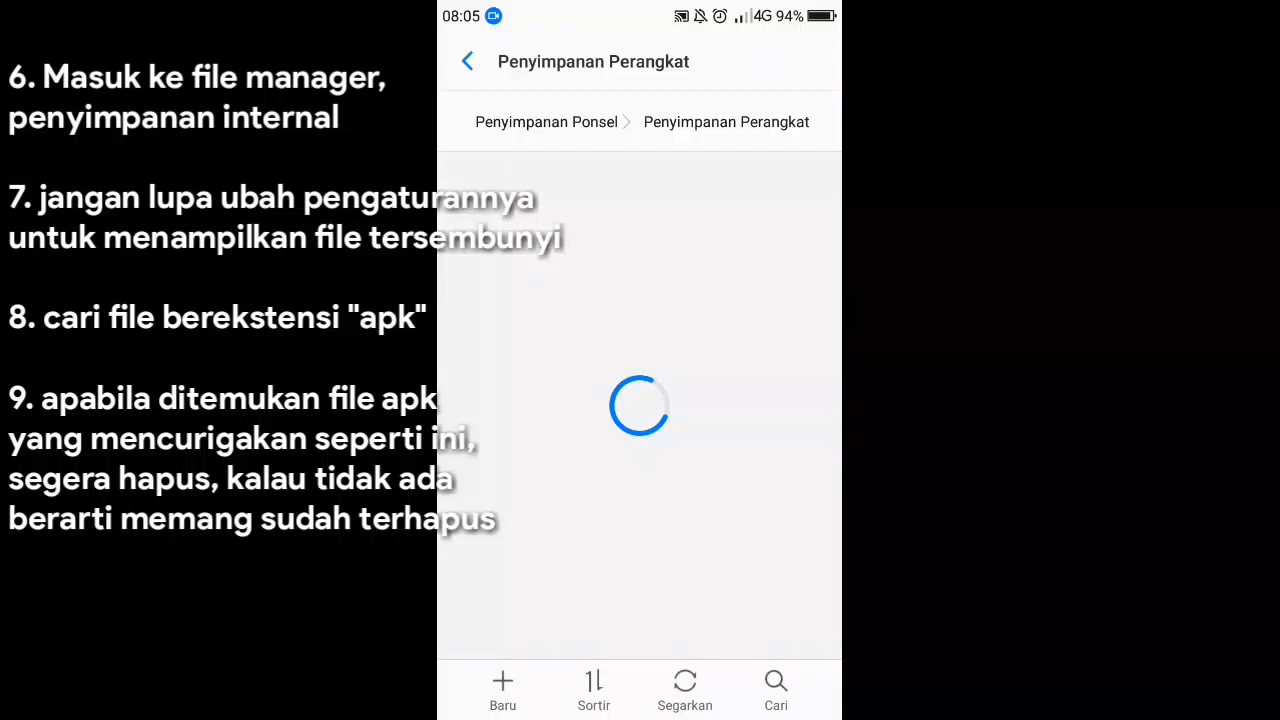 08:05 4G 94%
Penyimpanan Perangkat
Penyimpanan Ponsel Penyimpanan Perangkat
6. Masuk ke file manager,
penyimpanan internal
7. jangan lupa ubah pengaturannya
untuk menampilkan file tersembunyi
8. cari file berekstensi "apk"
9. apabila ditemukan file apk
yang mencurigakan seperti ini,
segera hapus, kalau tidak ada
berarti memang sudah terhapus
Baru Sortir Segarkan Cari